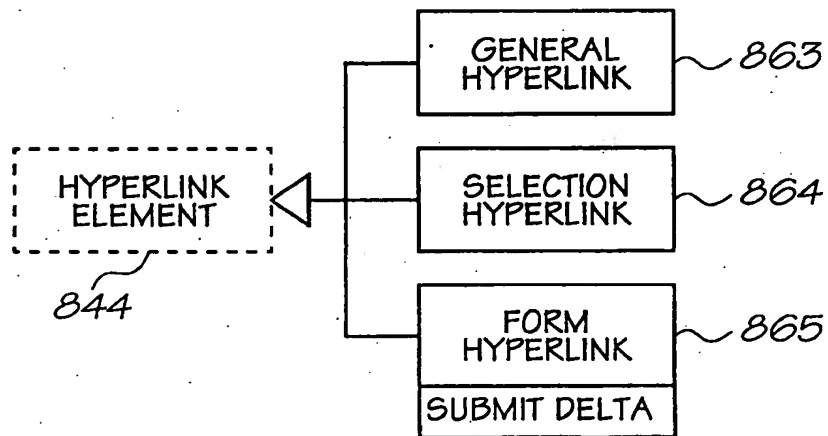 GENERAL
HYPERLINK
863
HYPERLINK
ELEMENT
844
SELECTION
HYPERLINK
864
FORM
HYPERLINK
865
SUBMIT DELTA